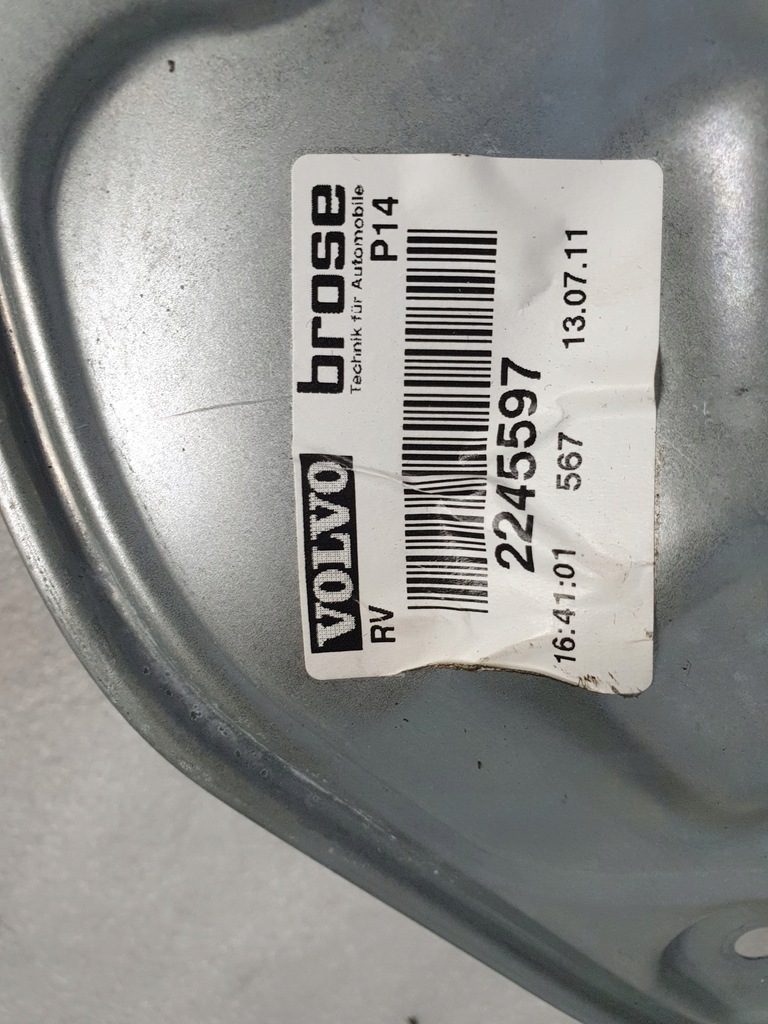 VOLVO brose
Technik für Automobile
RV P14
2245597
16:41:01 567 13.07.11